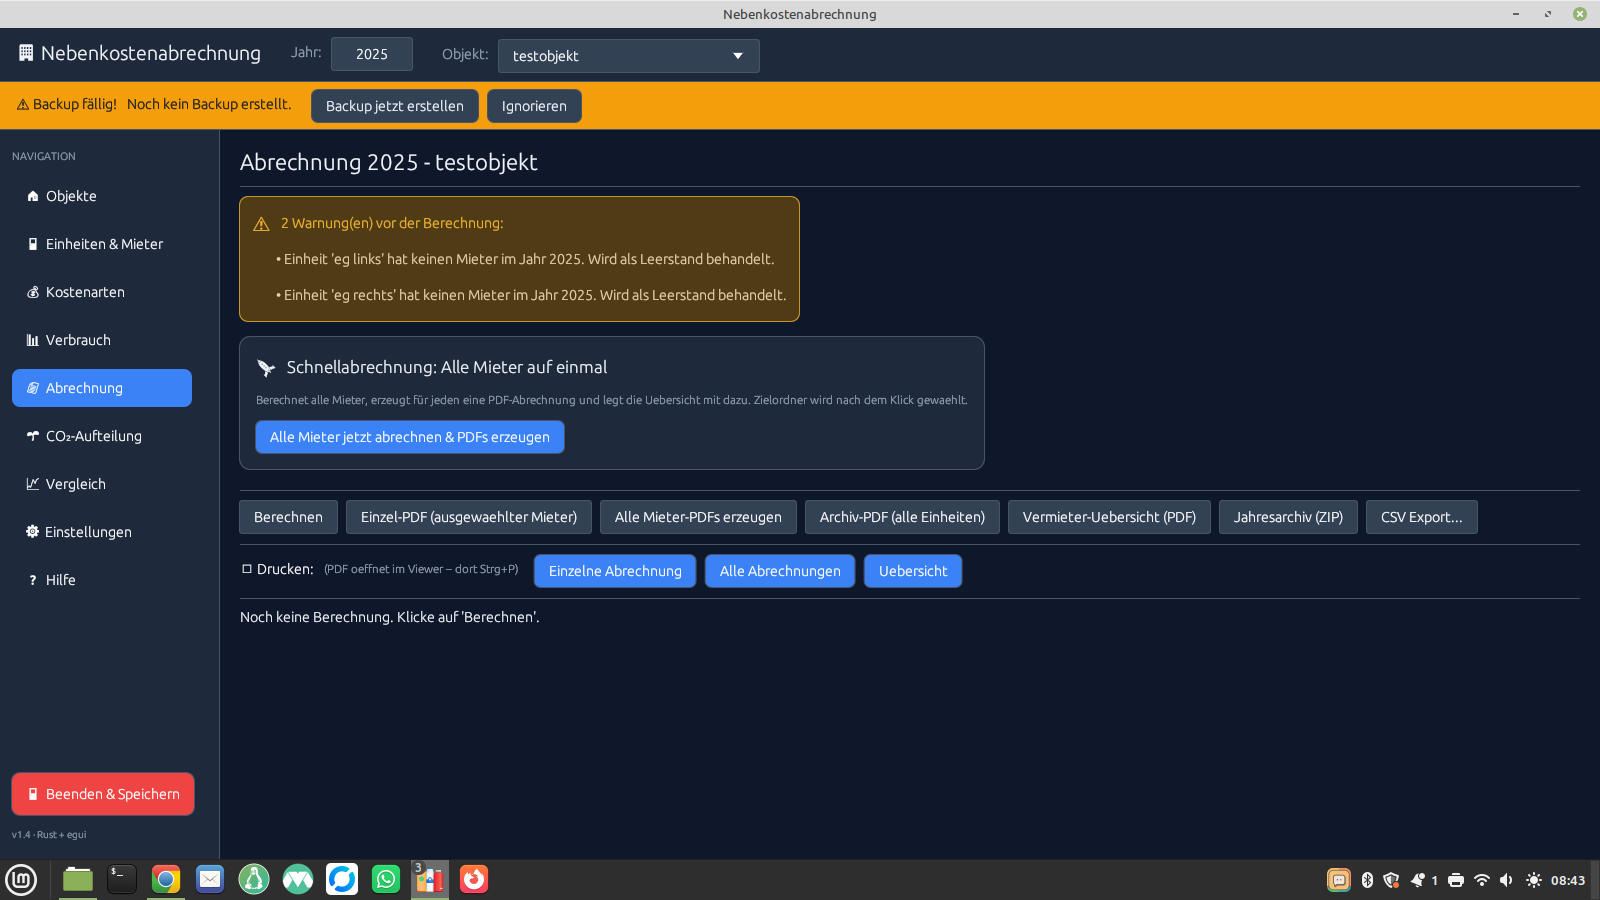 Nebenkostenabrechnung
Nebenkostenabrechnung Jahr: 2025 Objekt: testobjekt
⚠ Backup fällig! Noch kein Backup erstellt. Backup jetzt erstellen Ignorieren
NAVIGATION
Objekte
Einheiten & Mieter
Kostenarten
Verbrauch
Abrechnung
CO₂-Aufteilung
Vergleich
Einstellungen
? Hilfe
Beenden & Speichern
v1.4 · Rust + egui
Abrechnung 2025 - testobjekt
⚠ 2 Warnung(en) vor der Berechnung:
• Einheit 'eg links' hat keinen Mieter im Jahr 2025. Wird als Leerstand behandelt.
• Einheit 'eg rechts' hat keinen Mieter im Jahr 2025. Wird als Leerstand behandelt.
Schnellabrechnung: Alle Mieter auf einmal
Berechnet alle Mieter, erzeugt für jeden eine PDF-Abrechnung und legt die Uebersicht mit dazu. Zielordner wird nach dem Klick gewaehlt.
Alle Mieter jetzt abrechnen & PDFs erzeugen
Berechnen Einzel-PDF (ausgewaehlter Mieter) Alle Mieter-PDFs erzeugen Archiv-PDF (alle Einheiten) Vermieter-Uebersicht (PDF) Jahresarchiv (ZIP) CSV Export...
Drucken: (PDF oeffnet im Viewer – dort Strg+P) Einzelne Abrechnung Alle Abrechnungen Uebersicht
Noch keine Berechnung. Klicke auf 'Berechnen'.
3
1 08:43